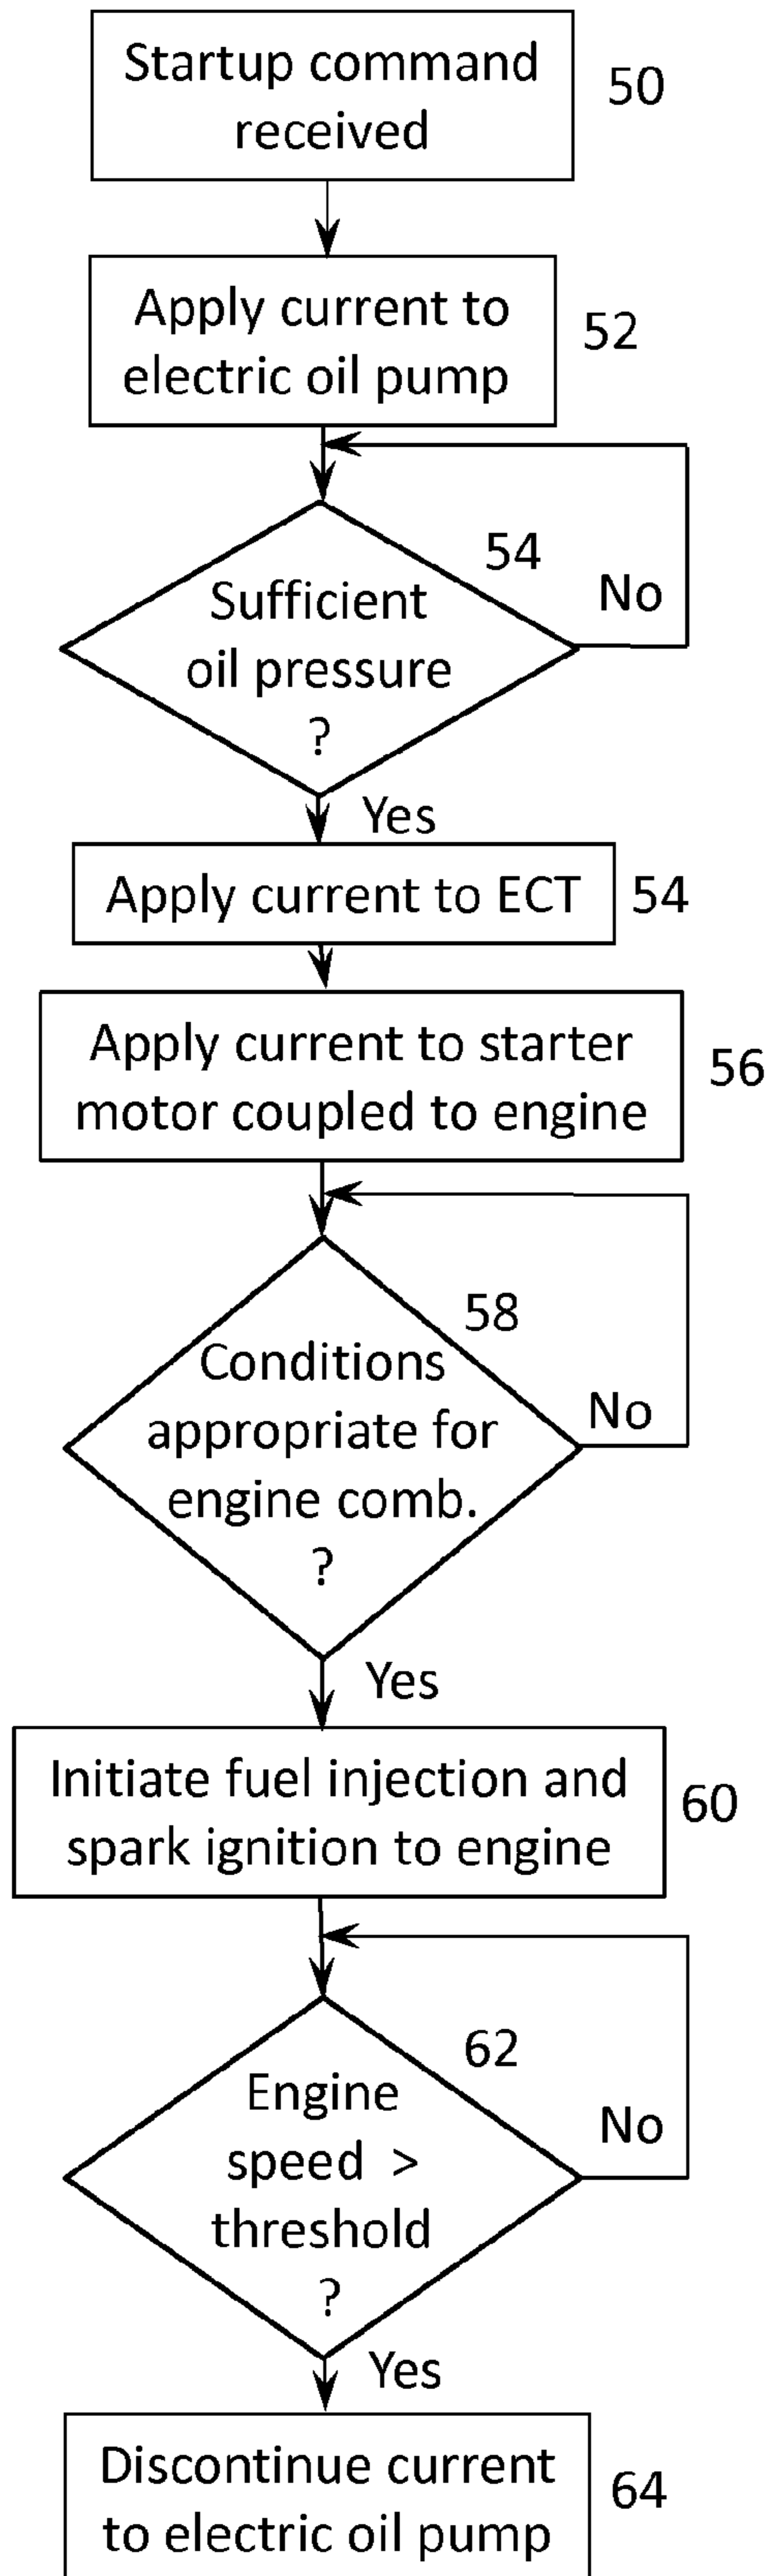 Startup command
received
50
Apply current to
electric oil pump
52
54
No
Sufficient
oil pressure
?
Yes
Apply current to ECT
54
Apply current to starter
motor coupled to engine
56
58
Conditions
appropriate for
engine comb.
?
No
Yes
Initiate fuel injection and
spark ignition to engine
60
62
Engine
speed >
threshold
?
No
Yes
Discontinue current
to electric oil pump
64